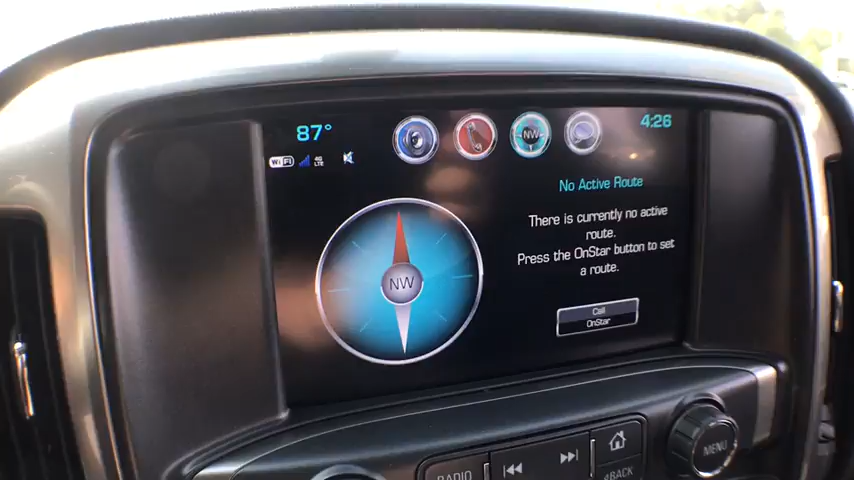 87°
NW
4:26
WiFi
4G
LTE
No Active Route
There is currently no active
route.
Press the OnStar button to set
a route.
NW
Call
OnStar
RADIO
MENU
BACK